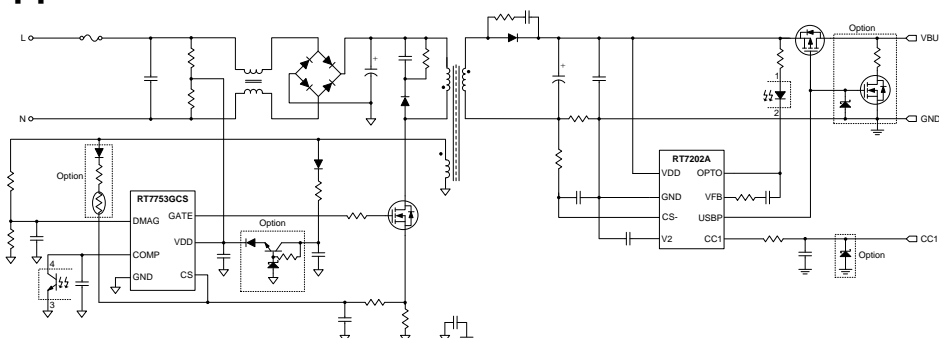 L
N
Option
VBU
GND
1
2
RT7202A
VDD
OPTO
GND
VFB
CS-
USBP
V2
CC1
CC1
Option
Option
RT7753GCS
DMAG
GATE
Option
VDD
COMP
CS
GND
4
3